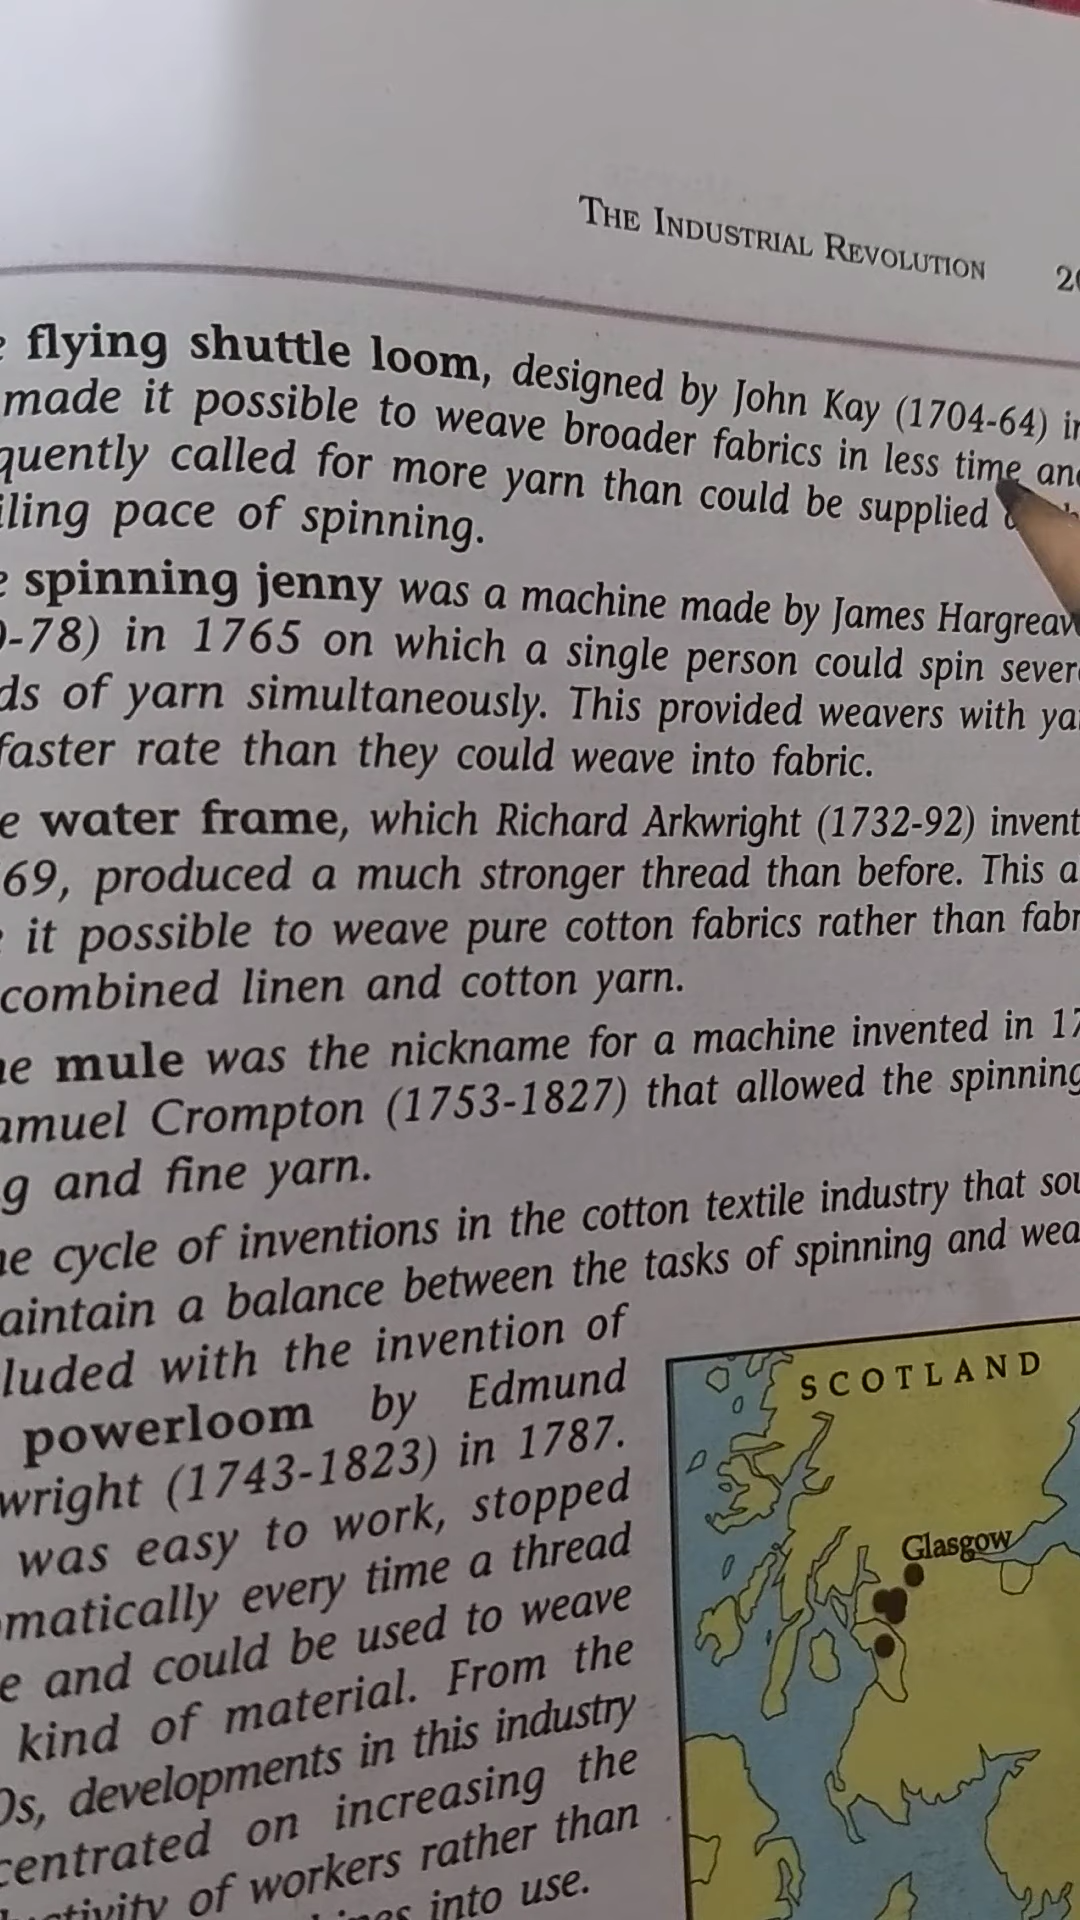 THE INDUSTRIAL REVOLUTION
flying shuttle loom, designed by John Kay (1704-64)
made it possible to weave broader fabrics in less time
called for more yarn than could be supplied
pace of spinning.
spinning jenny was a machine made by James
-78) in 1765 on which a single person could spin
of yarn simultaneously. This provided weavers with
faster rate than they could weave into fabric.
water frame, which Richard Arkwright (1732-92)
69, produced a much stronger thread than before. This
it possible to weave pure cotton fabrics rather than
combined linen and cotton yarn.
mule was the nickname for a machine invented in 17
Crompton (1753-1827) that allowed the spinning
and fine yarn.
cycle of inventions in the cotton textile industry that
a balance between the tasks of spinning and
with the invention of
powerloom by Edmund
(1743-1823) in 1787.
was easy to work, stopped
every time a thread
and could be used to weave
kind of material. From the
developments in this industry
on increasing the
of workers rather than
into use.
SCOTLAND
Glasgow